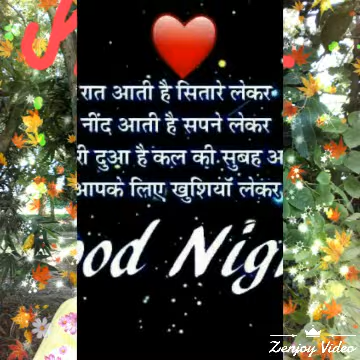 रात आती है सितारे लेकर
नींद आती है सपने लेकर
री दुआ है कल की सुबह अ
आपके लिए खुशियाँ लेकर
ood Nig
Zenjoy Video